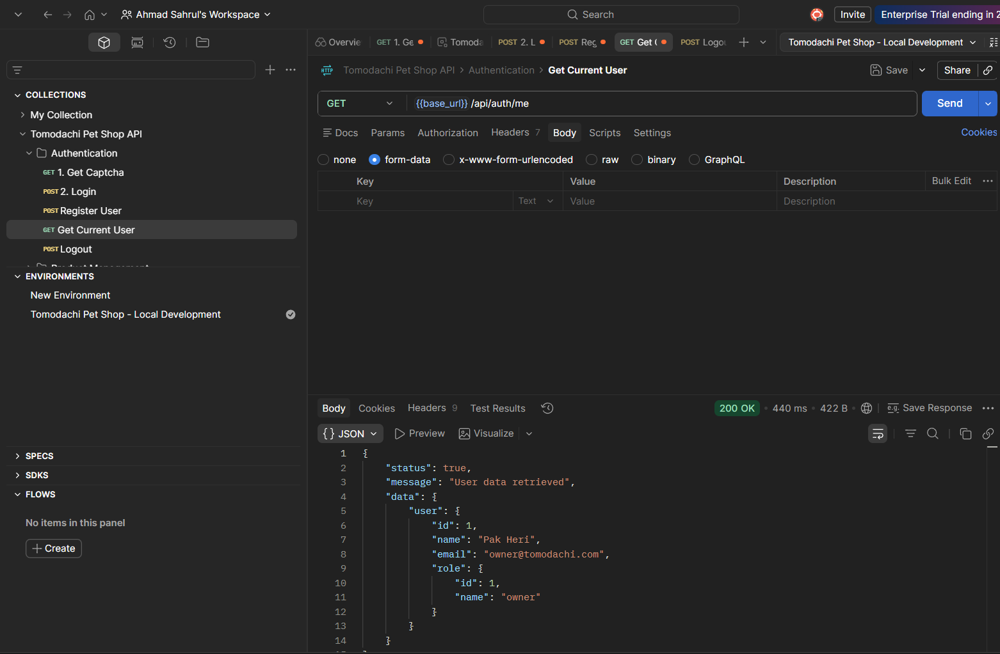 Ahmad Sahrul's Workspace
Search
Invite
Enterprise Trial ending in 2
Overvie
GET 1. Ge
Tomoda
POST 2. L
POST Reg
GET Get (
POST Logou
Tomodachi Pet Shop - Local Development
HTTP Tomodachi Pet Shop API > Authentication > Get Current User
Save
Share
GET
{{base_url}} /api/auth/me
Send
Docs Params Authorization Headers 7 Body Scripts Settings
Cookies
none form-data x-www-form-urlencoded raw binary GraphQL
Key Value Description Bulk Edit
Key Text Value Description
COLLECTIONS
My Collection
Tomodachi Pet Shop API
Authentication
GET 1. Get Captcha
POST 2. Login
POST Register User
GET Get Current User
POST Logout
Product Management
ENVIRONMENTS
New Environment
Tomodachi Pet Shop - Local Development
SPECS
SDKS
FLOWS
No items in this panel
Create
Body Cookies Headers 9 Test Results
200 OK • 440 ms • 422 B •
e.g. Save Response
{} JSON
Preview
Visualize
1 {
2 "status": true,
3 "message": "User data retrieved",
4 "data": {
5 "user": {
6 "id": 1,
7 "name": "Pak Heri",
8 "email": "owner@tomodachi.com",
9 "role": {
10 "id": 1,
11 "name": "owner"
12 }
13 }
14 }